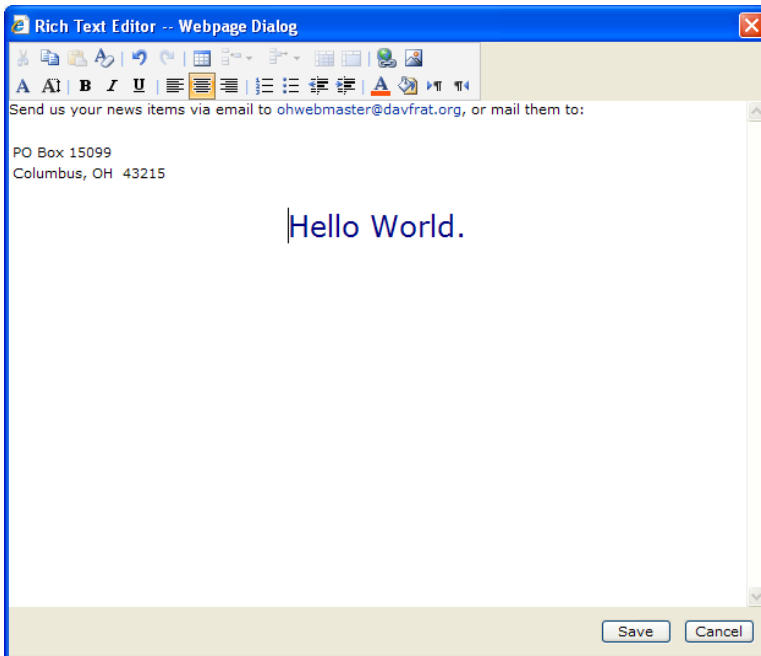 Rich Text Editor -- Webpage Dialog
A A B I U A
Send us your news items via email to ohwebmaster@davfrat.org, or mail them to:
PO Box 15099
Columbus, OH  43215
Hello World.
Save Cancel